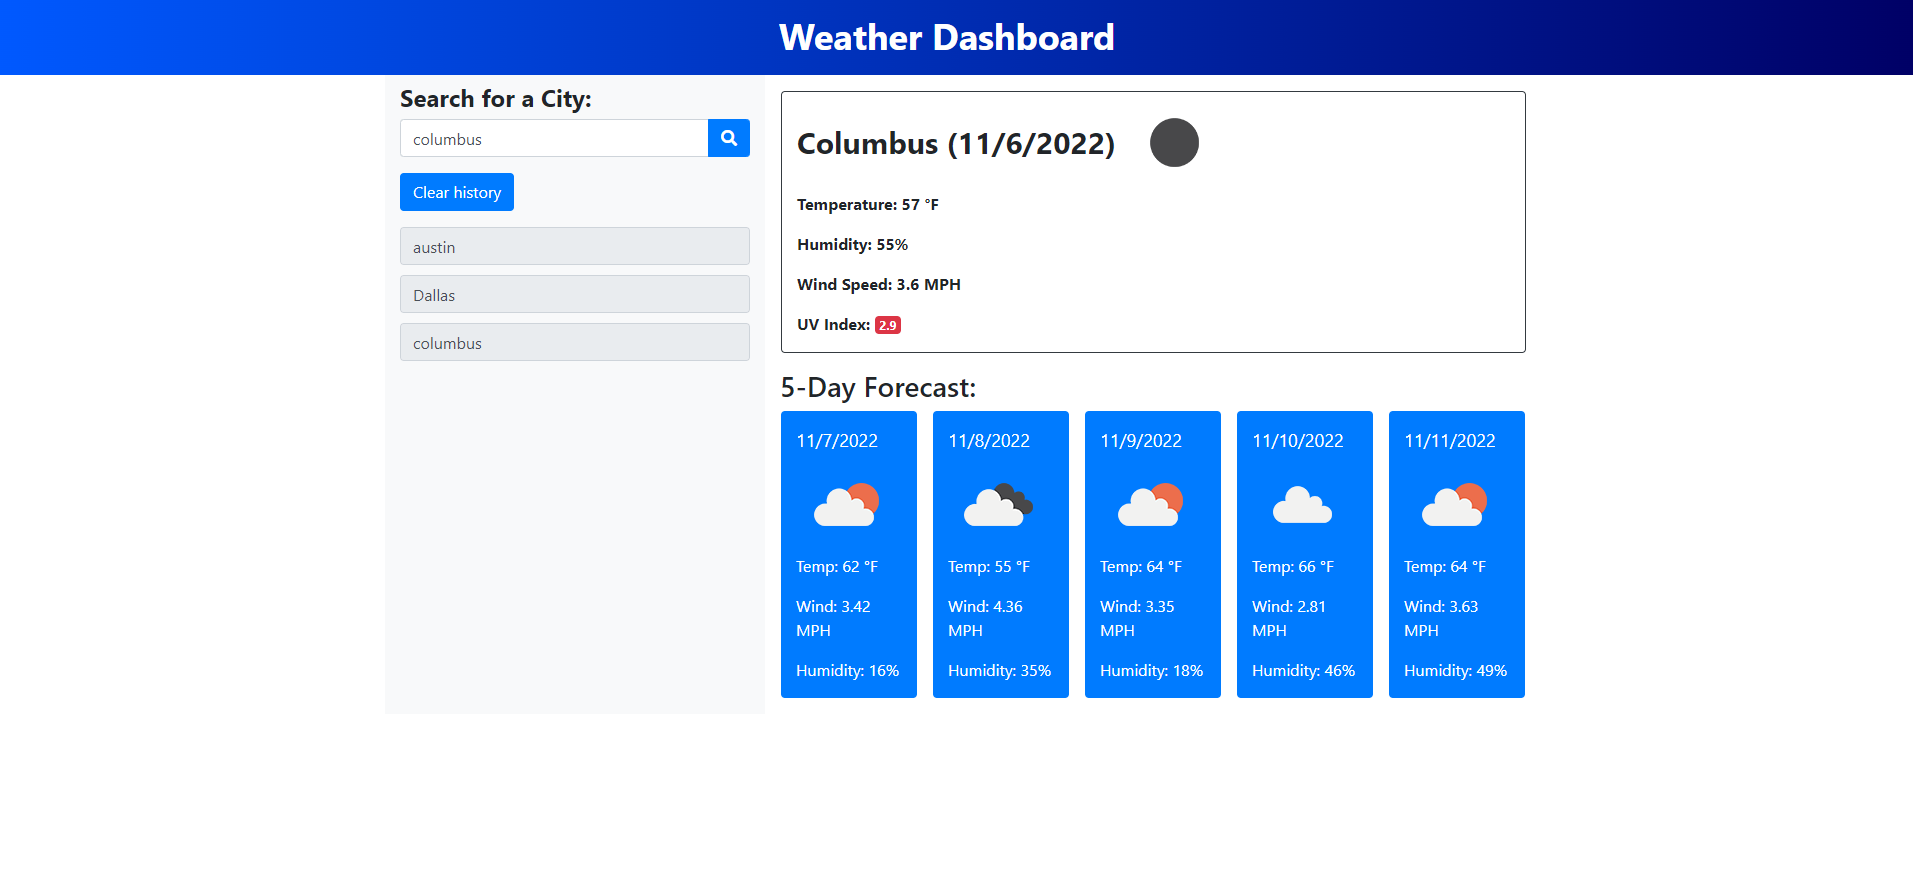 Weather Dashboard
Search for a City:
columbus
Clear history
austin
Dallas
columbus
Columbus (11/6/2022)
Temperature: 57 °F
Humidity: 55%
Wind Speed: 3.6 MPH
UV Index: 2.9
5-Day Forecast:
11/7/2022
Temp: 62 °F
Wind: 3.42
MPH
Humidity: 16%
11/8/2022
Temp: 55 °F
Wind: 4.36
MPH
Humidity: 35%
11/9/2022
Temp: 64 °F
Wind: 3.35
MPH
Humidity: 18%
11/10/2022
Temp: 66 °F
Wind: 2.81
MPH
Humidity: 46%
11/11/2022
Temp: 64 °F
Wind: 3.63
MPH
Humidity: 49%